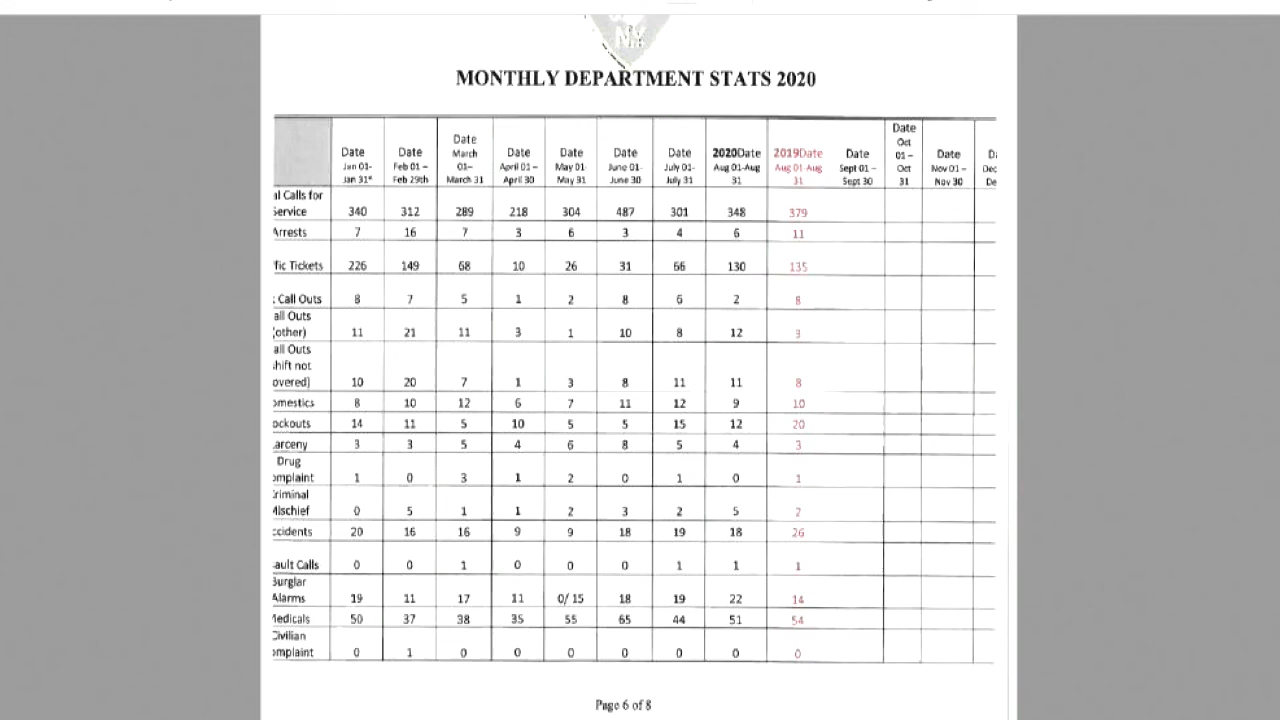 NY
MONTHLY DEPARTMENT STATS 2020
Date Jan 01- Jan 31st
Date Feb 01 – Feb 29th
Date March 01– March 31
Date April 01 – April 30
Date May 01- May 31
Date June 01- June 30
Date July 01- July 31
2020Date Aug 01-Aug 31
2019Date Aug 01-Aug 31
Date Sept 01 – Sept 30
Date Oct 01 – Oct 31
Date Nov 01 – Nov 30
al Calls for
Service 340 312 289 218 304 487 301 348 379
Arrests 7 16 7 3 6 3 4 6 11
fic Tickets 226 149 68 10 26 31 66 130 135
Call Outs 8 7 5 1 2 8 6 2 8
all Outs
(other) 11 21 11 3 1 10 8 12 3
all Outs
shift not
overed) 10 20 7 1 3 8 11 11 8
omestics 8 10 12 6 7 11 12 9 10
ockouts 14 11 5 10 5 5 15 12 20
arceny 3 3 5 4 6 8 5 4 3
Drug
omplaint 1 0 3 1 2 0 1 0 1
Criminal
Mischief 0 5 1 1 2 3 2 5 2
ccidents 20 16 16 9 9 18 19 18 26
ault Calls 0 0 1 0 0 0 1 1 1
Burglar
Alarms 19 11 17 11 0/ 15 18 19 22 14
Medicals 50 37 38 35 55 65 44 51 54
Civilian
omplaint 0 1 0 0 0 0 0 0 0
Page 6 of 8